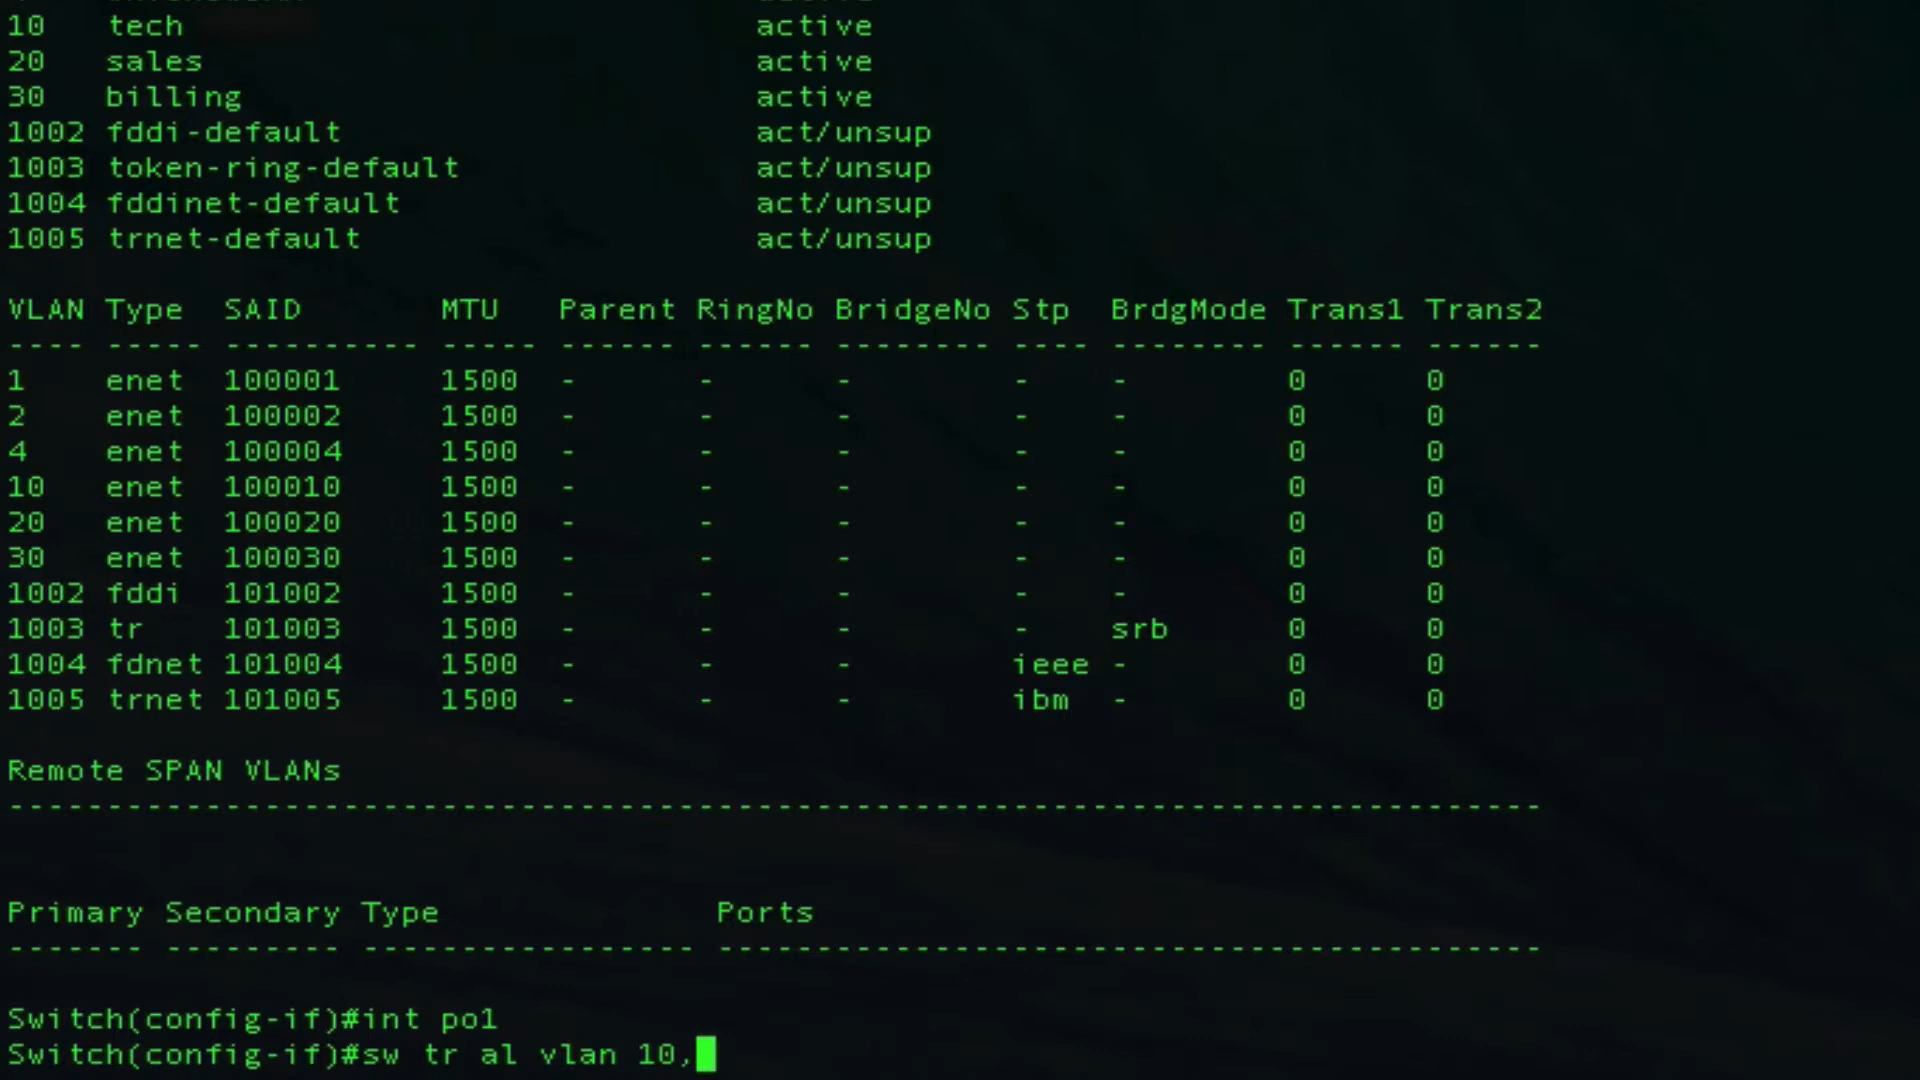 10   tech                             active
20   sales                            active
30   billing                          active
1002 fddi-default                     act/unsup
1003 token-ring-default               act/unsup
1004 fddinet-default                  act/unsup
1005 trnet-default                    act/unsup
VLAN Type  SAID       MTU   Parent RingNo BridgeNo Stp  BrdgMode Trans1 Trans2
---- ----- ---------- ----- ------ ------ -------- ---- -------- ------ ------
1    enet  100001     1500  -      -      -        -    -        0      0
2    enet  100002     1500  -      -      -        -    -        0      0
4    enet  100004     1500  -      -      -        -    -        0      0
10   enet  100010     1500  -      -      -        -    -        0      0
20   enet  100020     1500  -      -      -        -    -        0      0
30   enet  100030     1500  -      -      -        -    -        0      0
1002 fddi  101002     1500  -      -      -        -    -        0      0
1003 tr    101003     1500  -      -      -        -    srb      0      0
1004 fdnet 101004     1500  -      -      -        ieee -        0      0
1005 trnet 101005     1500  -      -      -        ibm  -        0      0
Remote SPAN VLANs
------------------------------------------------------------------------------
Primary Secondary Type              Ports
------- --------- ----------------- ------------------------------------------
Switch(config-if)#int po1
Switch(config-if)#sw tr al vlan 10,